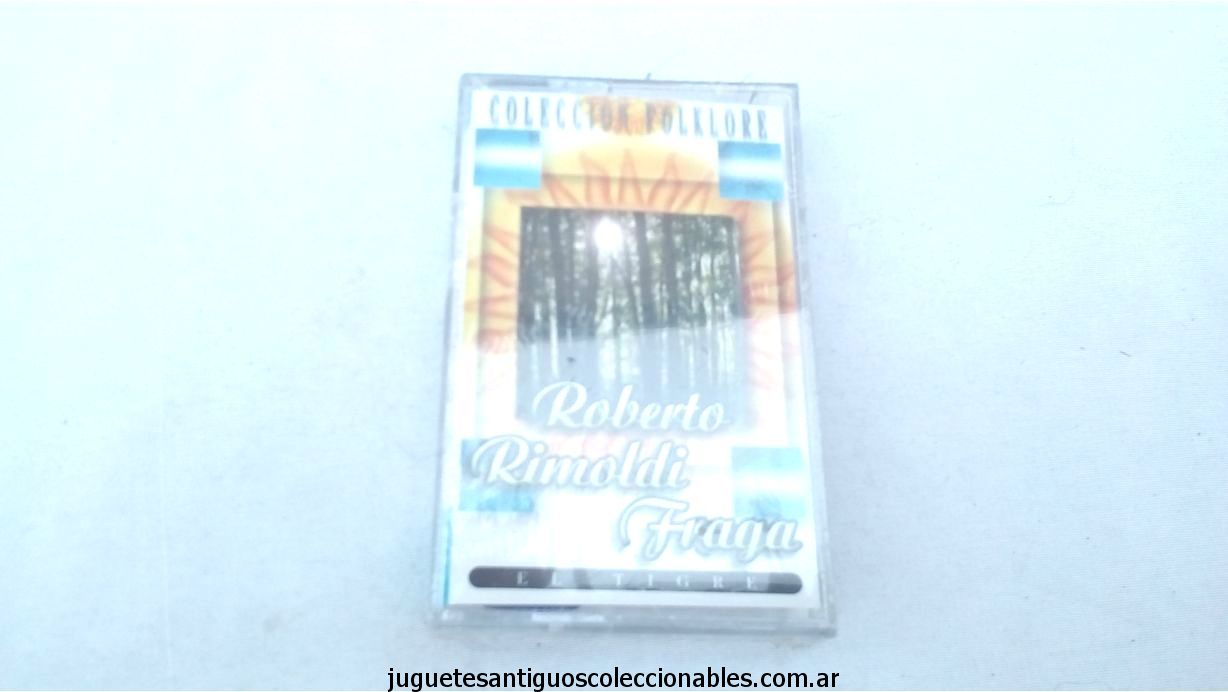 COLECCION FOLKLORE
Roberto
Rimoldi
Fraga
EL TIGRE
juguetesantiguoscoleccionables.com.ar